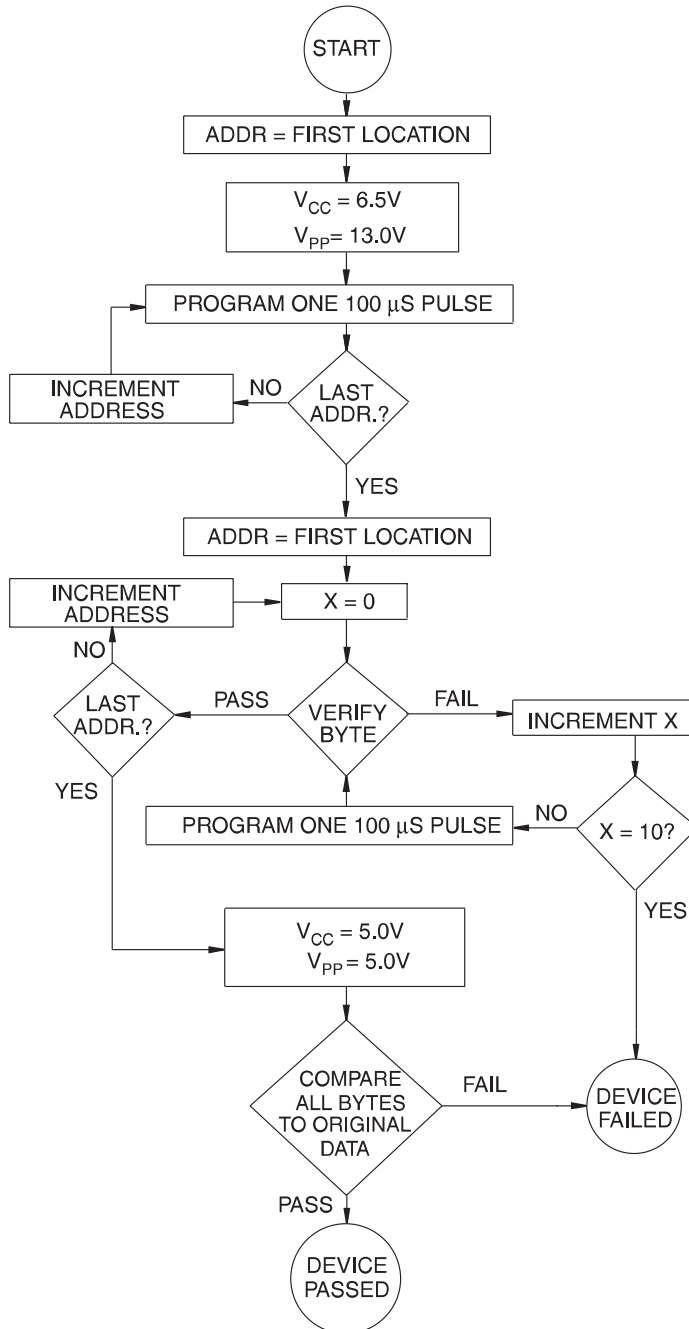 START
ADDR = FIRST LOCATION
VCC = 6.5V
VPP= 13.0V
PROGRAM ONE 100 μS PULSE
INCREMENT
ADDRESS
NO
LAST
ADDR.?
YES
ADDR = FIRST LOCATION
INCREMENT
ADDRESS
X = 0
NO
LAST
ADDR.?
PASS
VERIFY
BYTE
FAIL
INCREMENT X
YES
PROGRAM ONE 100 μS PULSE
NO
X = 10?
YES
VCC = 5.0V
VPP = 5.0V
COMPARE
ALL BYTES
TO ORIGINAL
DATA
FAIL
DEVICE
FAILED
PASS
DEVICE
PASSED